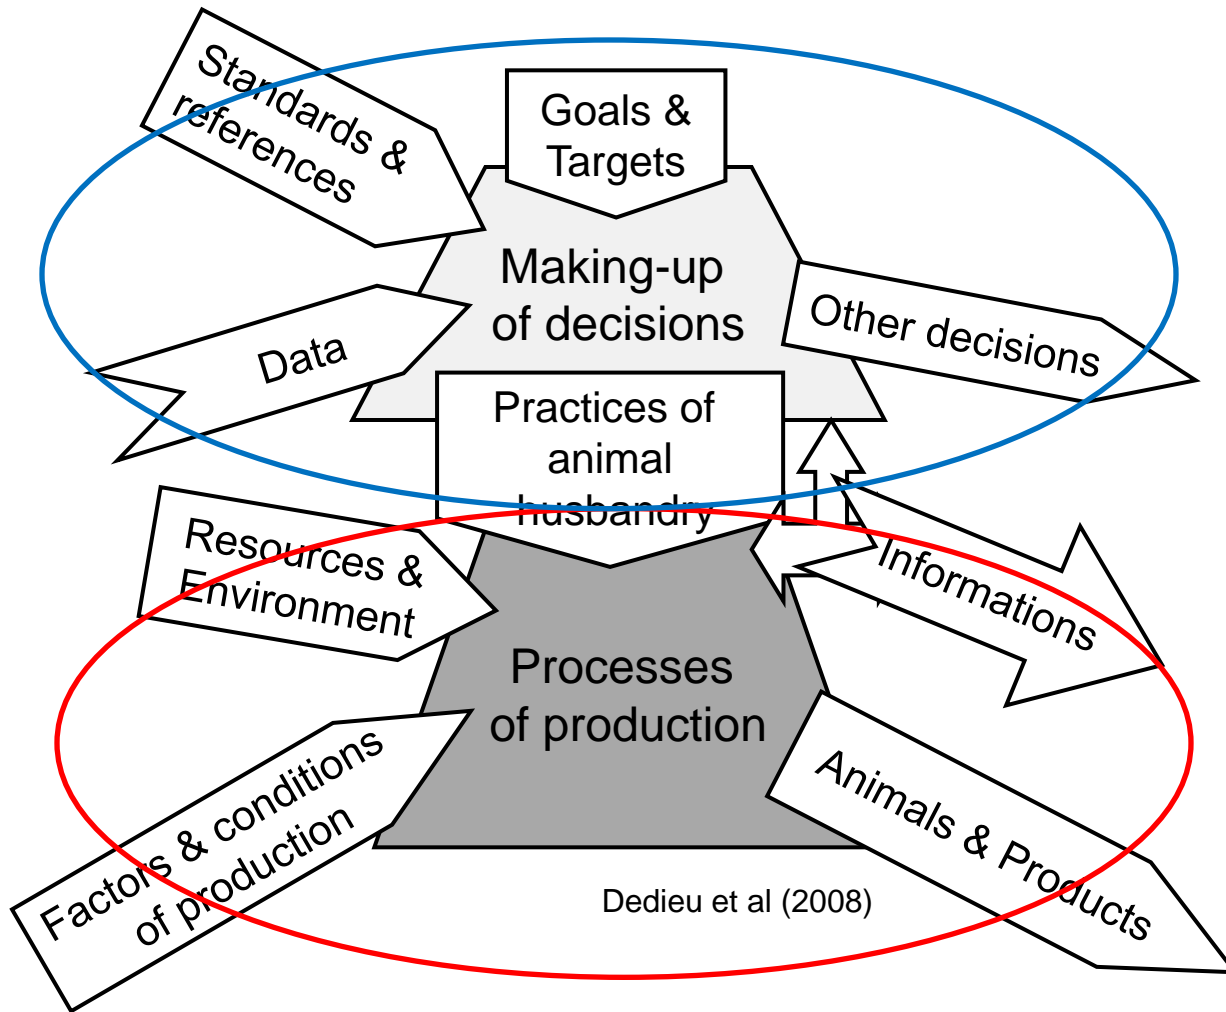 Standards &
references
Goals &
Targets
Making-up
of decisions
Data
Other decisions
Practices of
animal
husbandry
Resources &
Environment
Informations
Processes
of production
Factors & conditions
of production
Animals & Products
Dedieu et al (2008)